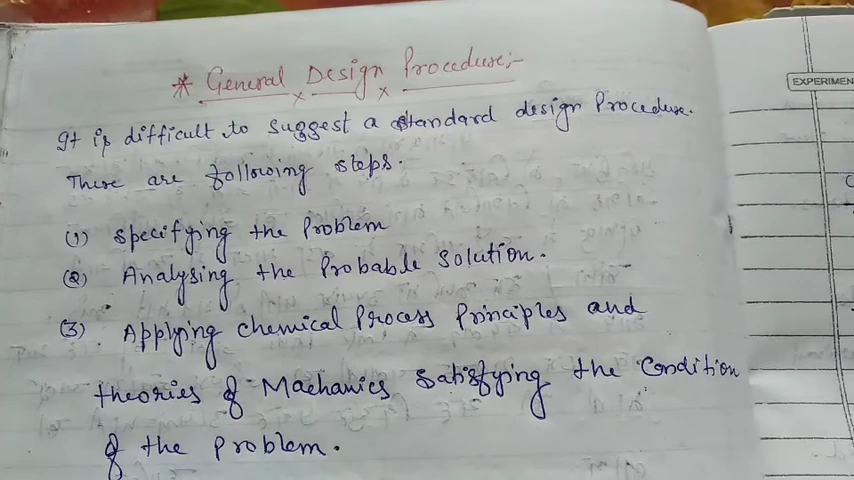 * General Design Procedure:-
It is difficult to suggest a standard design Procedure.
There are following steps.
(1) Specifying the Problem
(2) Analysing the Probable Solution.
(3) Applying chemical Process Principles and
theories of Machanics satisfying the Condition
of the problem.
EXPERIMEN